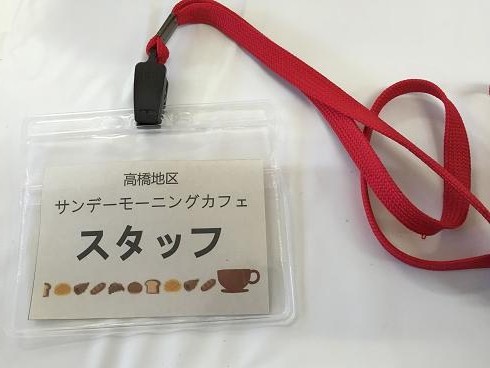 高橋地区
サンデーモーニングカフェ
スタッフ